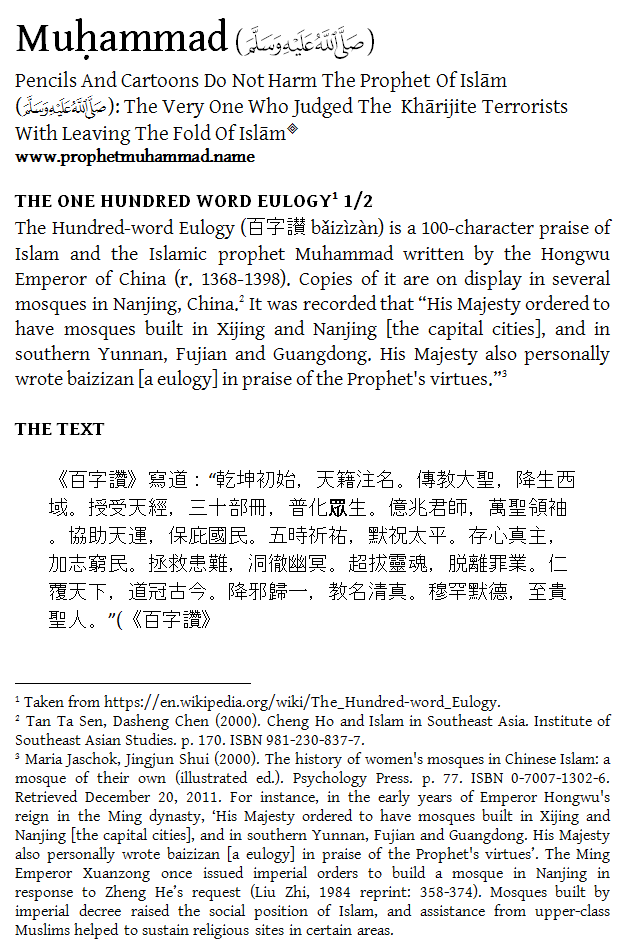 Muḥammad (ﷺ)
Pencils And Cartoons Do Not Harm The Prophet Of Islām
(ﷺ): The Very One Who Judged The Khārijite Terrorists
With Leaving The Fold Of Islām
www.prophetmuhammad.name
THE ONE HUNDRED WORD EULOGY¹ 1/2
The Hundred-word Eulogy (百字讃 bǎizìzàn) is a 100-character praise of
Islam and the Islamic prophet Muhammad written by the Hongwu
Emperor of China (r. 1368-1398). Copies of it are on display in several
mosques in Nanjing, China.² It was recorded that “His Majesty ordered to
have mosques built in Xijing and Nanjing [the capital cities], and in
southern Yunnan, Fujian and Guangdong. His Majesty also personally
wrote baizizan [a eulogy] in praise of the Prophet's virtues.”³
THE TEXT
《百字讚》寫道：“乾坤初始，天籍注名。傳教大聖，降生西
域。授受天經，三十部冊，普化眾生。億兆君師，萬聖領袖
。協助天運，保庇國民。五時祈祐，默祝太平。存心真主，
加志窮民。拯救患難，洞徹幽冥。超拔靈魂，脱離罪業。仁
覆天下，道冠古今。降邪歸一，教名清真。穆罕默德，至貴
聖人。”(《百字讚》
¹ Taken from https://en.wikipedia.org/wiki/The_Hundred-word_Eulogy.
² Tan Ta Sen, Dasheng Chen (2000). Cheng Ho and Islam in Southeast Asia. Institute of
Southeast Asian Studies. p. 170. ISBN 981-230-837-7.
³ Maria Jaschok, Jingjun Shui (2000). The history of women's mosques in Chinese Islam: a
mosque of their own (illustrated ed.). Psychology Press. p. 77. ISBN 0-7007-1302-6.
Retrieved December 20, 2011. For instance, in the early years of Emperor Hongwu's
reign in the Ming dynasty, ‘His Majesty ordered to have mosques built in Xijing and
Nanjing [the capital cities], and in southern Yunnan, Fujian and Guangdong. His Majesty
also personally wrote baizizan [a eulogy] in praise of the Prophet's virtues’. The Ming
Emperor Xuanzong once issued imperial orders to build a mosque in Nanjing in
response to Zheng He’s request (Liu Zhi, 1984 reprint: 358-374). Mosques built by
imperial decree raised the social position of Islam, and assistance from upper-class
Muslims helped to sustain religious sites in certain areas.